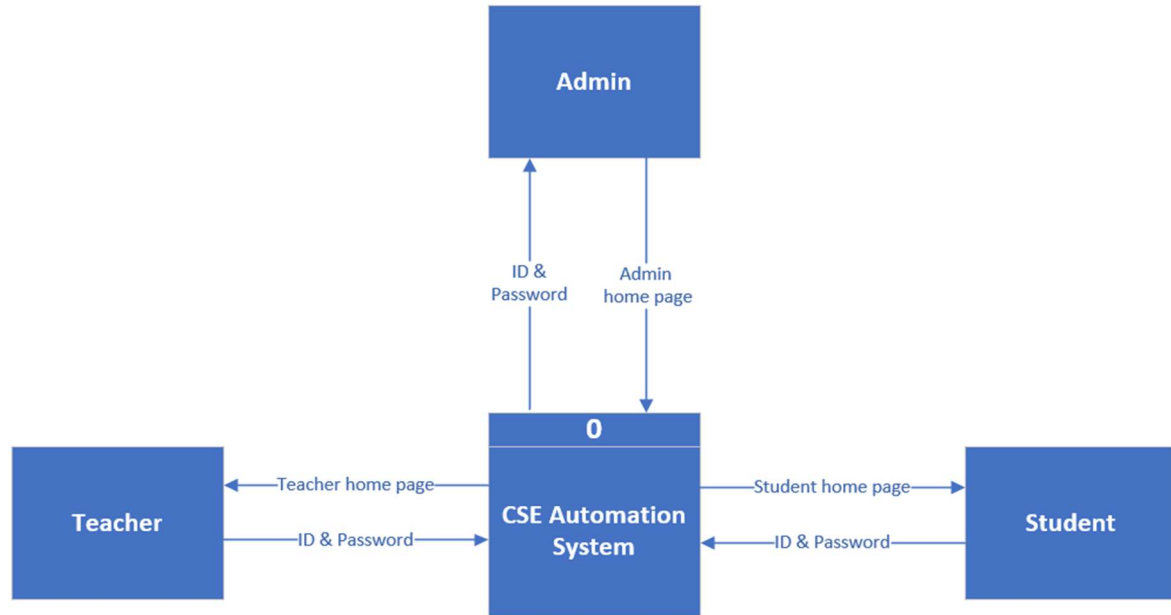 Admin
ID &
Password
Admin
home page
0
Teacher
Teacher home page
ID & Password
CSE Automation
System
Student home page
ID & Password
Student